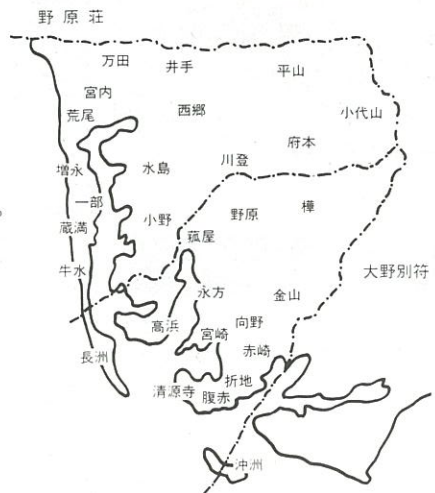 野原荘
万田
井手
平山
宮内
荒尾
西郷
小代山
府本
増永
水島
川登
一部
蔵満
小野
野原
樺
菰屋
牛水
永方
金山
大野別符
高浜
宮崎
向野
赤崎
長洲
清源寺
腹赤
折地
沖洲